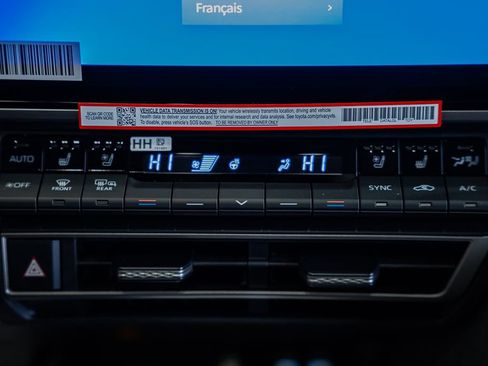 Français
SCAN QR CODE
TO LEARN MORE
VEHICLE DATA TRANSMISSION IS ON! Your vehicle wirelessly transmits location, driving and vehicle
health data to deliver your services and for internal research and data analysis. See toyota.com/privacyvts.
To disable, press vehicle's SOS button. TO BE REMOVED BY OWNER ONLY
HH
HI
HI
AUTO
OFF
FRONT
REAR
SYNC
A/C